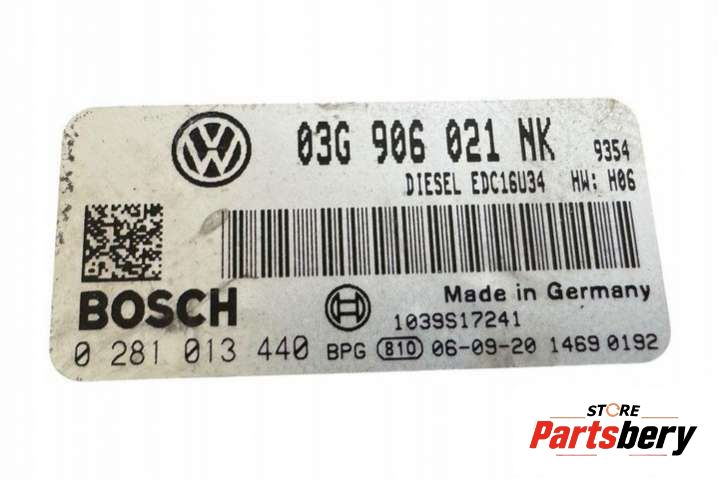 03G 906 021 NK 9354
DIESEL EDC16U34 HW: H06
BOSCH
Made in Germany
1039S17241
0 281 013 440 BPG 810 06-09-20 1469 0192
STORE
Partsbery